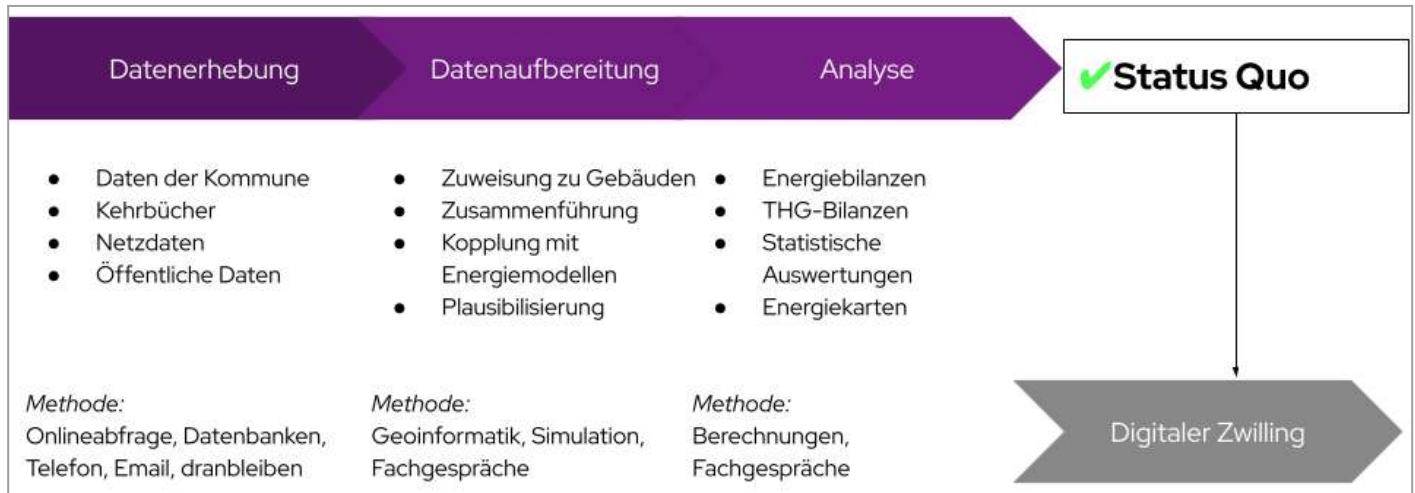 Datenerhebung
Datenaufbereitung
Analyse
✔Status Quo
● Daten der Kommune
● Kehrbücher
● Netzdaten
● Öffentliche Daten
● Zuweisung zu Gebäuden
● Zusammenführung
● Kopplung mit
Energiemodellen
● Plausibilisierung
● Energiebilanzen
● THG-Bilanzen
● Statistische
Auswertungen
● Energiekarten
Methode:
Onlineabfrage, Datenbanken,
Telefon, Email, dranbleiben
Methode:
Geoinformatik, Simulation,
Fachgespräche
Methode:
Berechnungen,
Fachgespräche
Digitaler Zwilling